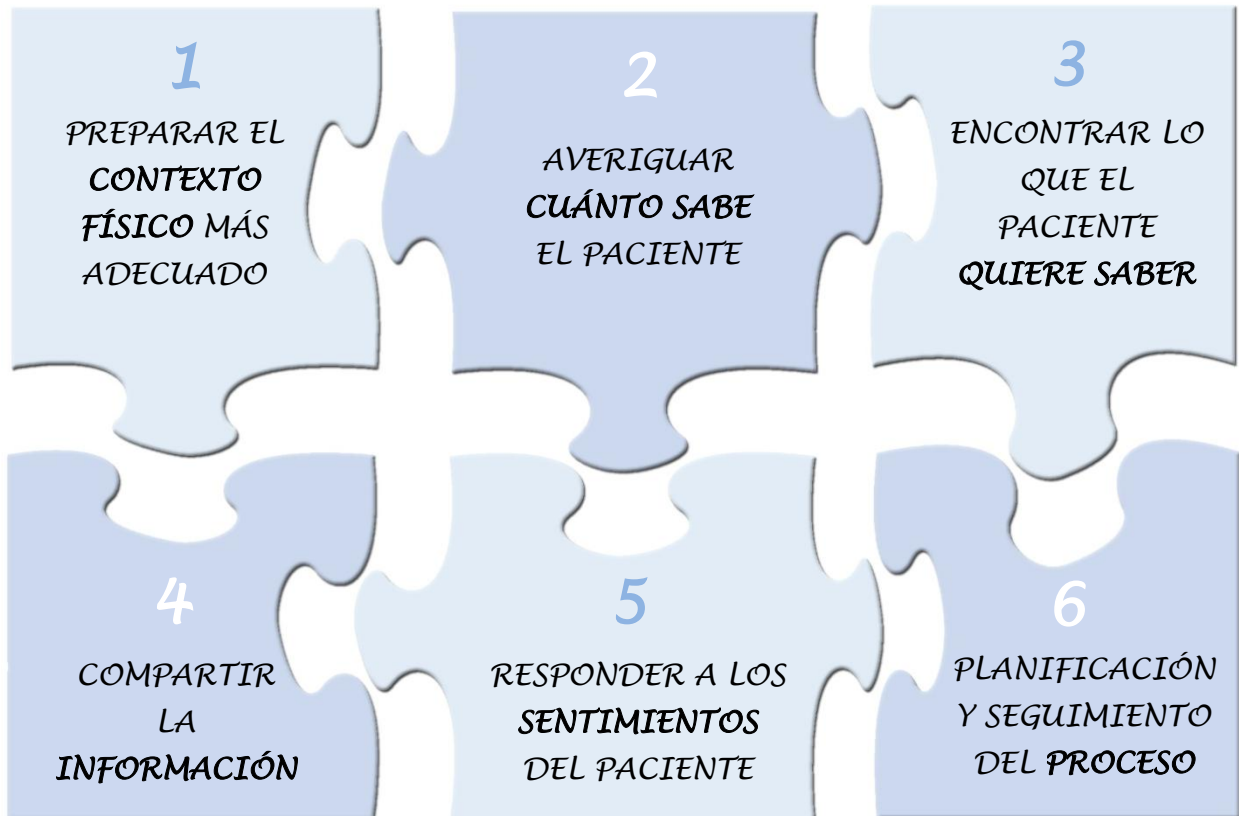 1
PREPARAR EL
CONTEXTO
FÍSICO MÁS
ADECUADO
2
AVERIGUAR
CUÁNTO SABE
EL PACIENTE
3
ENCONTRAR LO
QUE EL
PACIENTE
QUIERE SABER
4
COMPARTIR
LA
INFORMACIÓN
5
RESPONDER A LOS
SENTIMIENTOS
DEL PACIENTE
6
PLANIFICACIÓN
Y SEGUIMIENTO
DEL PROCESO